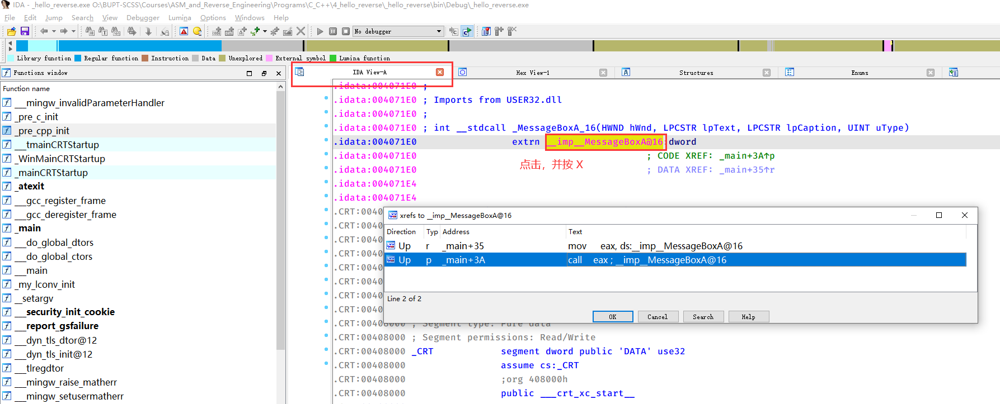 IDA - _hello_reverse.exe O:\BUPT-SCSS\Courses\ASM_and_Reverse_Engineering\Programs\C_C++\4_hello_reverse\_hello_reverse\bin\Debug\_hello_reverse.exe
File Edit Jump Search View Debugger Lumina Options Windows Help
No debugger
Library function Regular function Instruction Data Unexplored External symbol Lumina function
Functions window
Function name
___mingw_invalidParameterHandler
_pre_c_init
_pre_cpp_init
___tmainCRTStartup
_WinMainCRTStartup
_mainCRTStartup
_atexit
___gcc_register_frame
___gcc_deregister_frame
_main
___do_global_dtors
___do_global_ctors
___main
_my_lconv_init
__setargv
___security_init_cookie
___report_gsfailure
___dyn_tls_dtor@12
___dyn_tls_init@12
___tlregdtor
___mingw_raise_matherr
___mingw_setusermatherr
IDA View-A Hex View-1 Structures Enums
.idata:004071E0 ;
.idata:004071E0 ; Imports from USER32.dll
.idata:004071E0 ;
.idata:004071E0 ; int __stdcall _MessageBoxA_16(HWND hWnd, LPCSTR lpText, LPCSTR lpCaption, UINT uType)
.idata:004071E0 extrn __imp__MessageBoxA@16:dword
.idata:004071E0 ; CODE XREF: _main+3A↑p
点击，并按 X
.idata:004071E0 ; DATA XREF: _main+35↑r
.idata:004071E4
.idata:004071E4
.CRT:0040
.CRT:0040
.CRT:0040
.CRT:0040
.CRT:0040
.CRT:0040
.CRT:0040
.CRT:0040
xrefs to __imp__MessageBoxA@16
Direction Typ Address Text
Up r _main+35 mov eax, ds:__imp__MessageBoxA@16
Up p _main+3A call eax ; __imp__MessageBoxA@16
Line 2 of 2
OK Cancel Search Help
.CRT:00408000 ; Segment type: Pure data
.CRT:00408000 ; Segment permissions: Read/Write
.CRT:00408000 _CRT segment dword public 'DATA' use32
.CRT:00408000 assume cs:_CRT
.CRT:00408000 ;org 408000h
.CRT:00408000 public ___crt_xc_start__